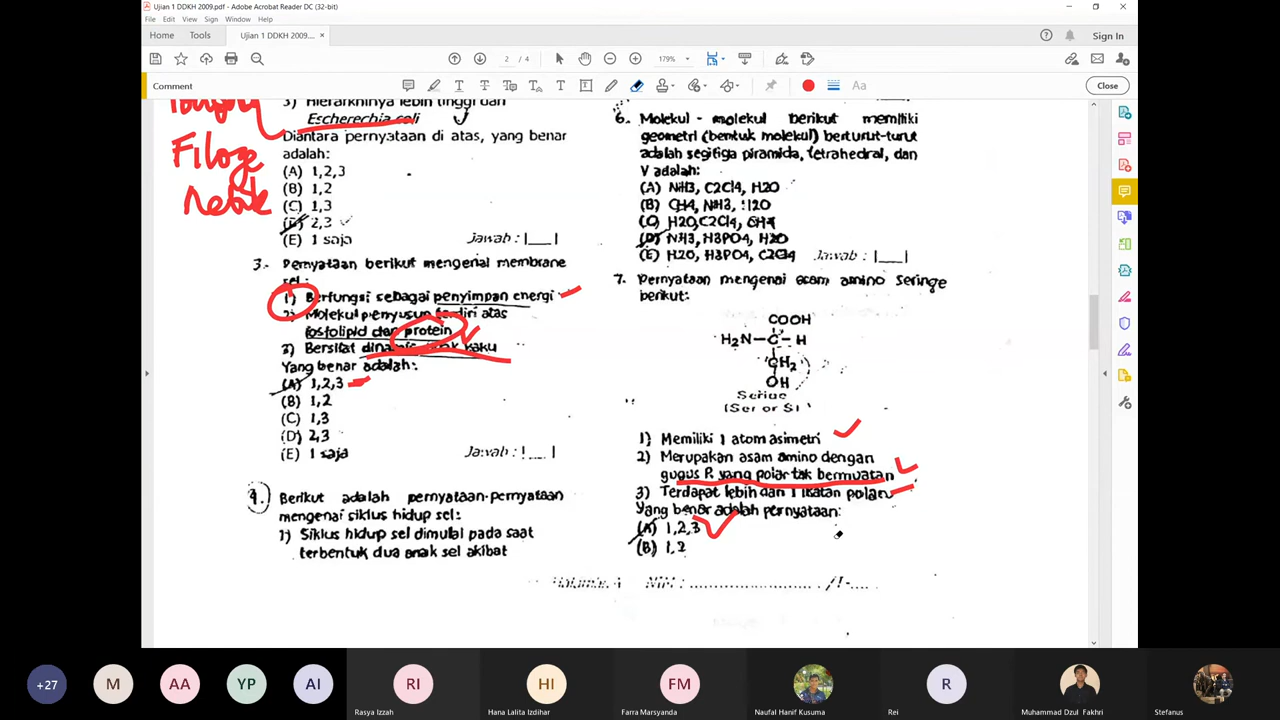 Ujian 1 DDKH 2009.pdf - Adobe Acrobat Reader DC (32-bit)
File Edit View Sign Window Help
Home Tools Ujian 1 DDKH 2009.... × Sign In
2 / 4 179%
Comment Close
3) Hierarkhinya lebih tinggi dari
Escherechia coli
Filoge
Netik
Diantara pernyataan di atas, yang benar
adalah:
(A) 1,2,3
(B) 1,2
(C) 1,3
(D) 2,3
(E) 1 saja Jawab : |___|
3. Pernyataan berikut mengenai membrane
sel:
1) Berfungsi sebagai penyimpan energi
2) Molekul penyusun terdiri atas
fosfolipid dan protein
3) Bersifat dinamis tidak kaku
Yang benar adalah:
(A) 1,2,3
(B) 1,2
(C) 1,3
(D) 2,3
(E) 1 saja Jawab : |___|
4. Berikut adalah pernyataan-pernyataan
mengenai siklus hidup sel:
1) Siklus hidup sel dimulai pada saat
terbentuk dua anak sel akibat
6. Molekul - molekul berikut memiliki
geometri (bentuk molekul) berturut-turut
adalah segitiga piramida, tetrahedral, dan
V adalah:
(A) NH3, C2Cl4, H2O
(B) CH4, NH3, H2O
(C) H2O, C2Cl4, CH4
(D) NH3, H3PO4, H2O
(E) H2O, H3PO4, C2Cl4 Jawab : |___|
7. Pernyataan mengenai asam amino Seringe
berikut:
COOH
H2N – C – H
CH2
OH
Serine
(Ser or S)
1) Memiliki 1 atom asimetri
2) Merupakan asam amino dengan
gugus R yang polar tak bermuatan
3) Terdapat lebih dari 1 ikatan polar
Yang benar adalah pernyataan:
(A) 1,2,3
(B) 1,2
NIM : ...................... /1-....
+27 M AA YP AI RI HI FM R
Rasya Izzah Hana Lalita Izdihar Farra Marsyanda Naufal Hanif Kusuma Rei Muhammad Dzul Fakhri Stefanus